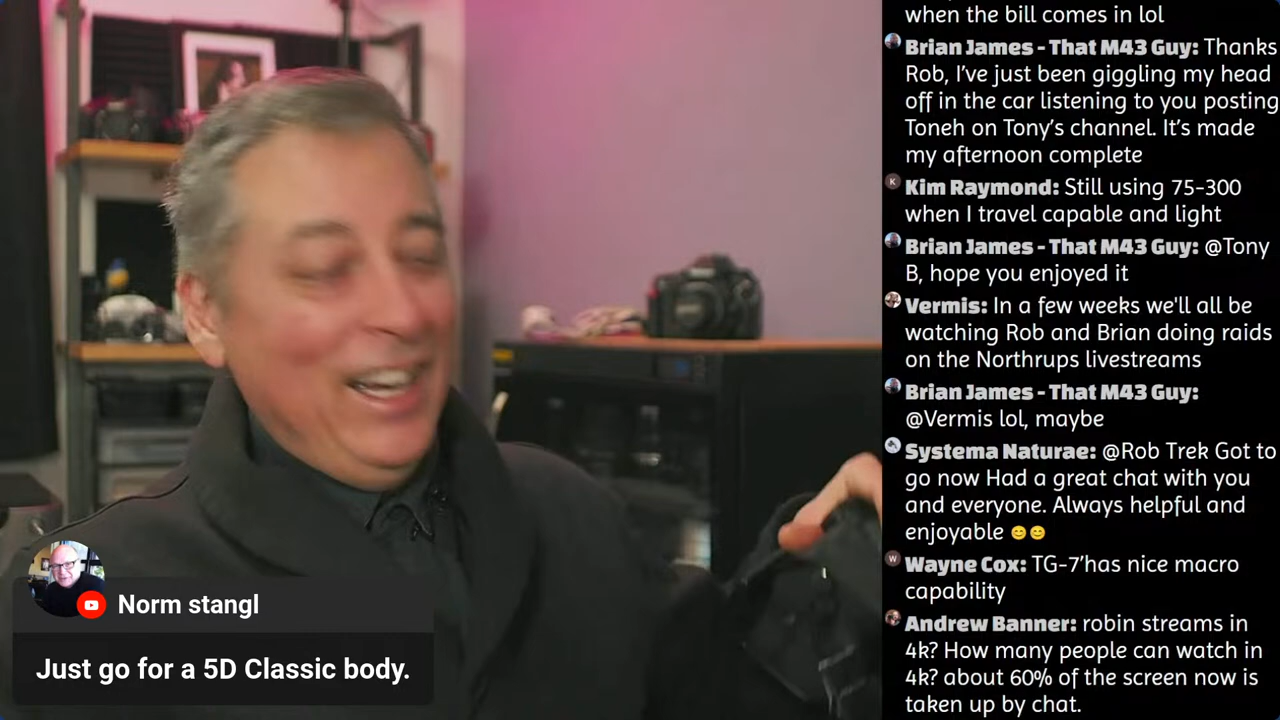 when the bill comes in lol
Brian James - That M43 Guy: Thanks
Rob, I've just been giggling my head
off in the car listening to you posting
Toneh on Tony's channel. It's made
my afternoon complete
Kim Raymond: Still using 75-300
when I travel capable and light
Brian James - That M43 Guy: @Tony
B, hope you enjoyed it
Vermis: In a few weeks we'll all be
watching Rob and Brian doing raids
on the Northrups livestreams
Brian James - That M43 Guy:
@Vermis lol, maybe
Systema Naturae: @Rob Trek Got to
go now Had a great chat with you
and everyone. Always helpful and
enjoyable 😊😊
Wayne Cox: TG-7'has nice macro
capability
Andrew Banner: robin streams in
4k? How many people can watch in
4k? about 60% of the screen now is
taken up by chat.
Norm stangl
Just go for a 5D Classic body.